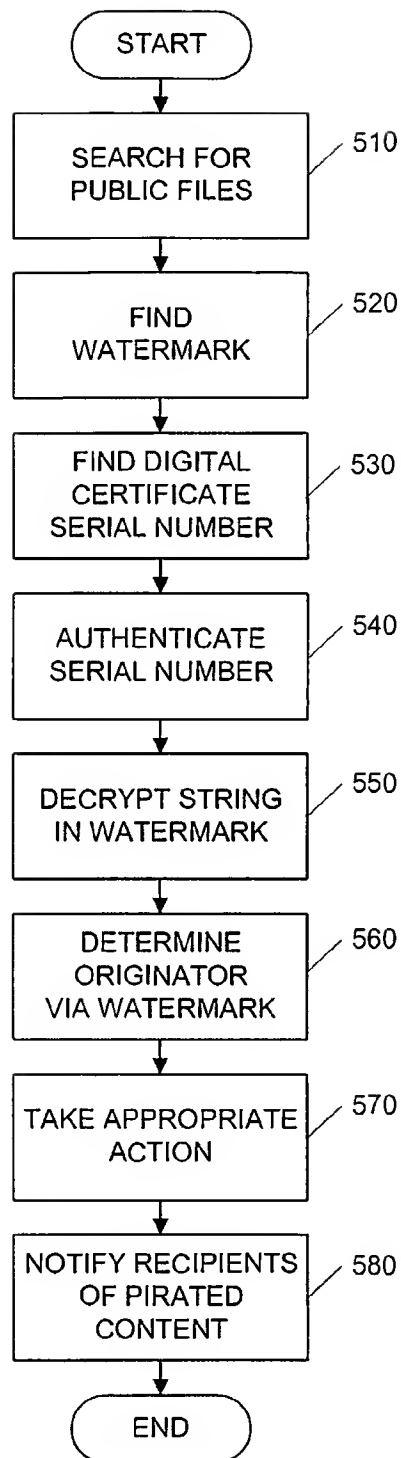 START
SEARCH FOR
PUBLIC FILES
510
FIND
WATERMARK
520
FIND DIGITAL
CERTIFICATE
SERIAL NUMBER
530
AUTHENTICATE
SERIAL NUMBER
540
DECRYPT STRING
IN WATERMARK
550
DETERMINE
ORIGINATOR
VIA WATERMARK
560
TAKE APPROPRIATE
ACTION
570
NOTIFY RECIPIENTS
OF PIRATED
CONTENT
580
END